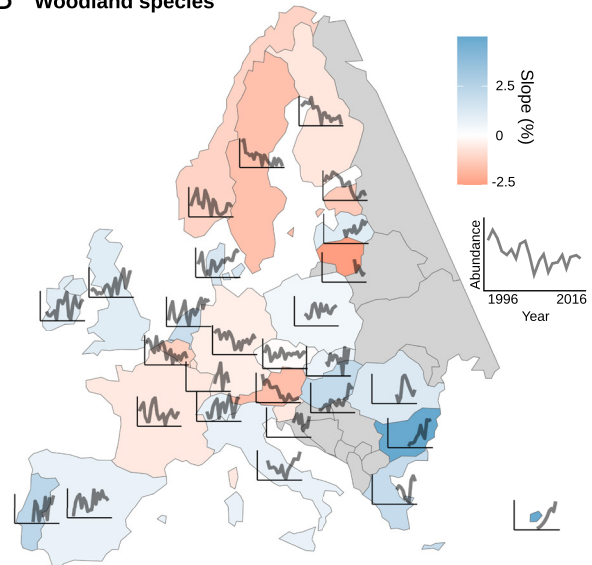 Woodland species
2.5
0
-2.5
Slope (%)
Abundance
1996 2016
Year